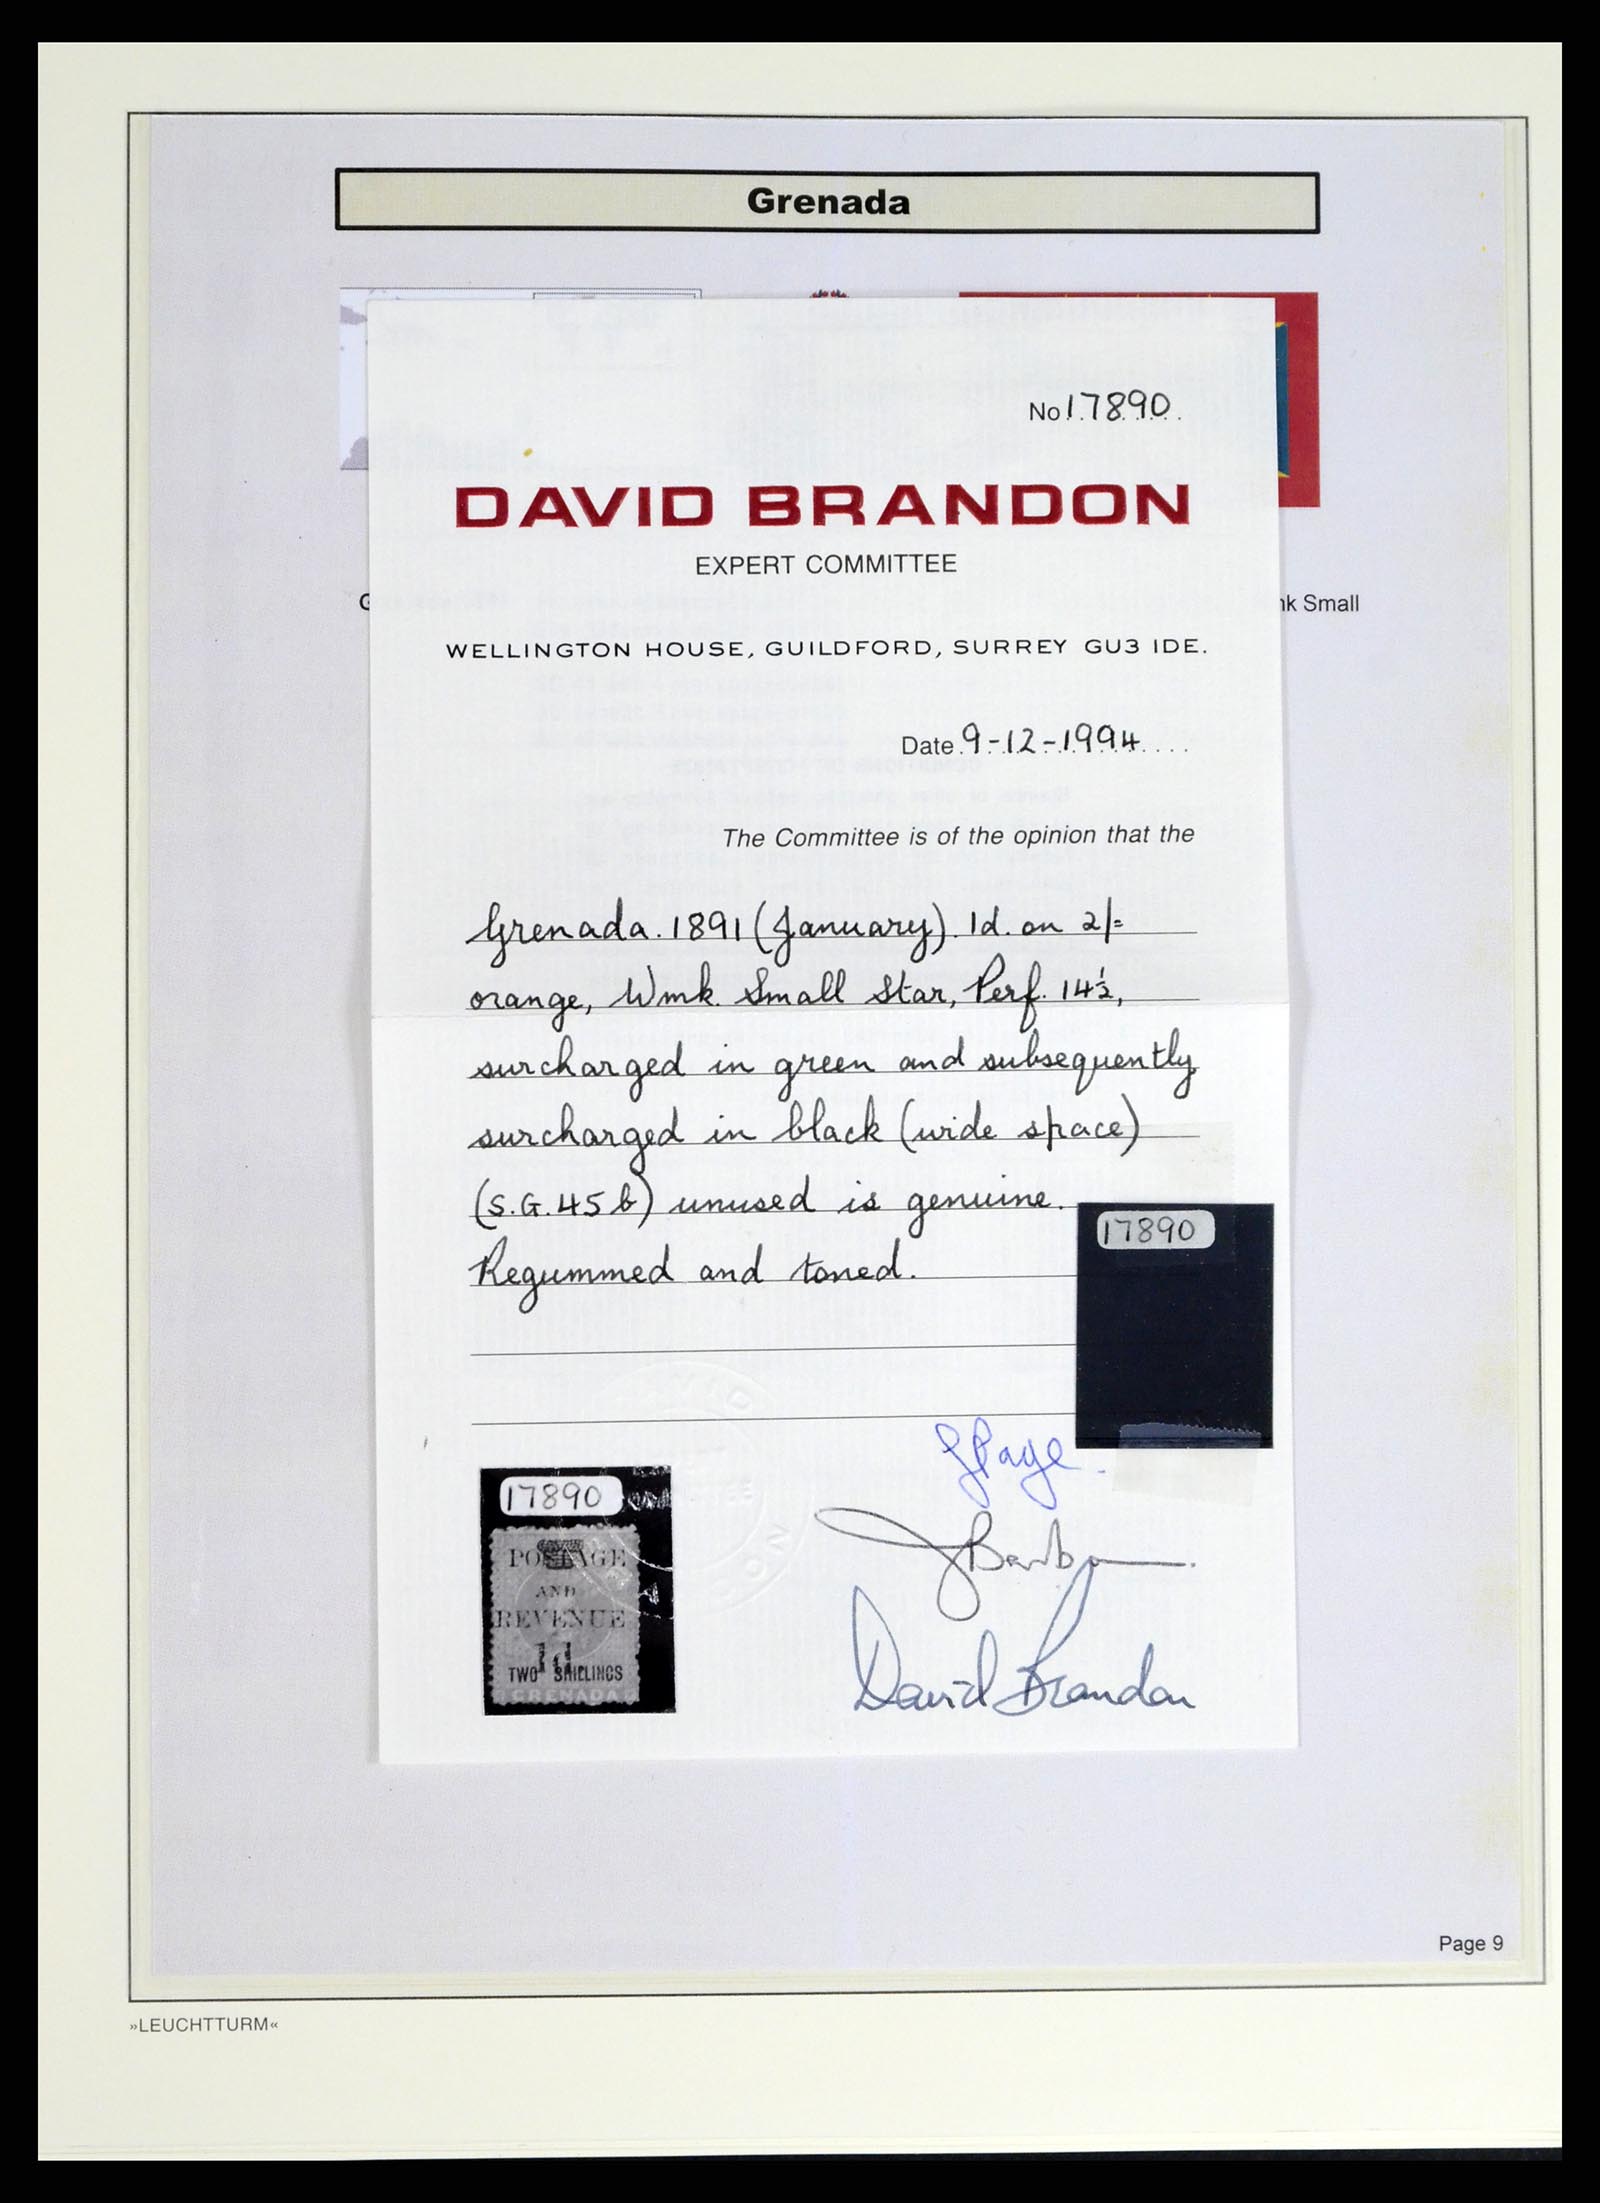 Grenada
No 17890
DAVID BRANDON
EXPERT COMMITTEE
nk Small
WELLINGTON HOUSE, GUILDFORD, SURREY GU3 1DE.
Date 9-12-1994
The Committee is of the opinion that the
Grenada. 1891 (January). 1d. on 2/=
orange, Wmk. Small Star, Perf. 14½,
surcharged in green and subsequently
surcharged in black (wide space)
(S.G.45b) unused is genuine.
Regummed and toned.
17890
17890
POSTAGE
AND
REVENUE
1d
TWO SHILLINGS
GRENADA
David Brandon
Page 9
»LEUCHTTURM«